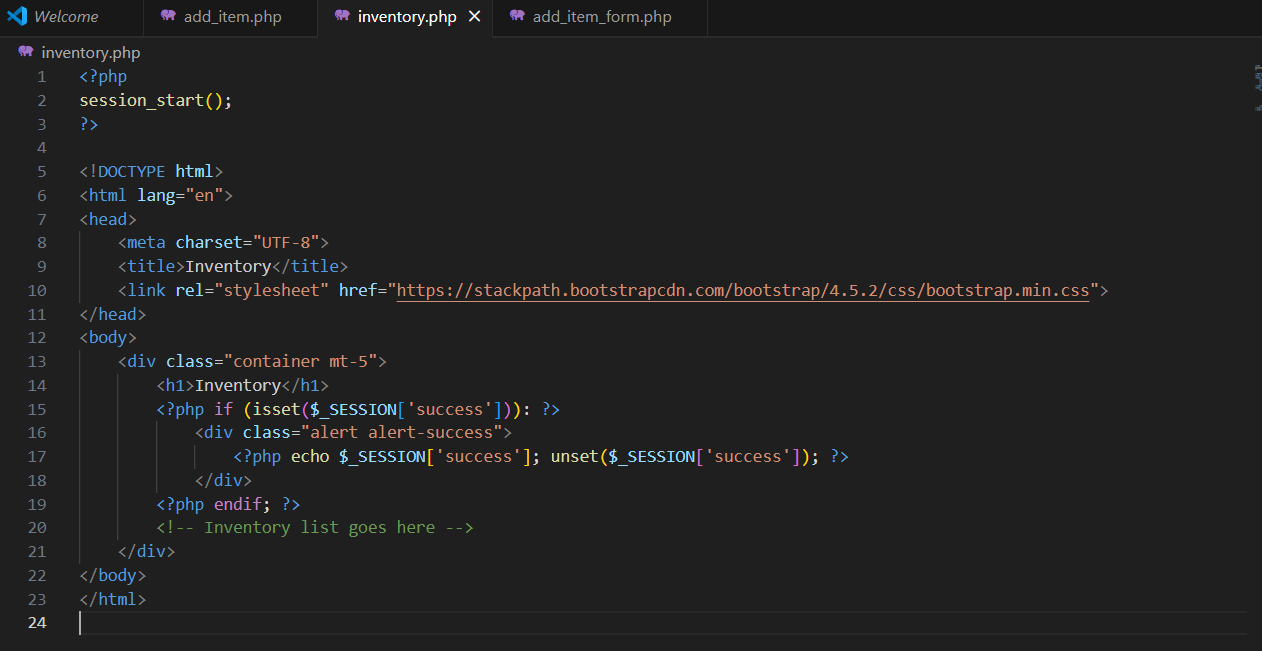 Welcome add_item.php inventory.php add_item_form.php
inventory.php
1 <?php
2 session_start();
3 ?>
4
5 <!DOCTYPE html>
6 <html lang="en">
7 <head>
8     <meta charset="UTF-8">
9     <title>Inventory</title>
10     <link rel="stylesheet" href="https://stackpath.bootstrapcdn.com/bootstrap/4.5.2/css/bootstrap.min.css">
11 </head>
12 <body>
13     <div class="container mt-5">
14         <h1>Inventory</h1>
15         <?php if (isset($_SESSION['success'])): ?>
16             <div class="alert alert-success">
17                 <?php echo $_SESSION['success']; unset($_SESSION['success']); ?>
18             </div>
19         <?php endif; ?>
20         <!-- Inventory list goes here -->
21     </div>
22 </body>
23 </html>
24